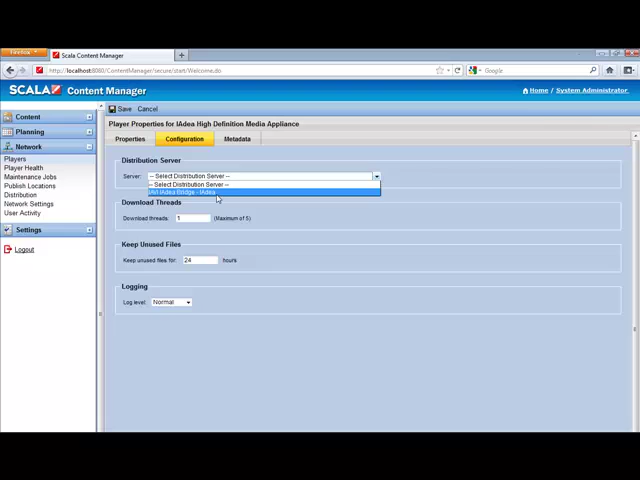 Firefox
Scala Content Manager
http://localhost:8080/ContentManager/secure/start/Welcome.do
Google
SCALA Content Manager
Home / System Administrator
Content
Save Cancel
Planning
Player Properties for IAdea High Definition Media Appliance
Network
Properties Configuration Metadata
Players
Player Health
Maintenance Jobs
Publish Locations
Distribution
Network Settings
User Activity
Settings
Logout
Distribution Server
Server: -- Select Distribution Server --
-- Select Distribution Server --
IAdea Bridge - IAdea
Download Threads
Download threads: 1 (Maximum of 5)
Keep Unused Files
Keep unused files for: 24 hours
Logging
Log level: Normal